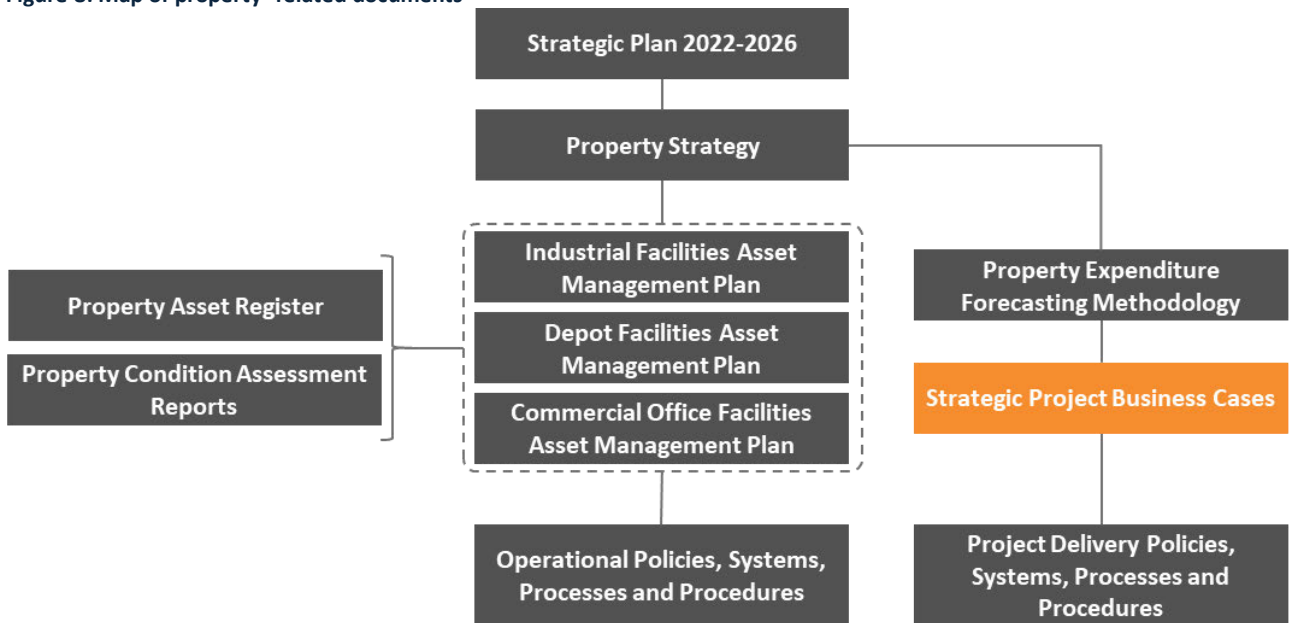 Strategic Plan 2022-2026
Property Strategy
Industrial Facilities Asset
Management Plan
Depot Facilities Asset
Management Plan
Commercial Office Facilities
Asset Management Plan
Property Asset Register
Property Condition Assessment
Reports
Operational Policies, Systems,
Processes and Procedures
Property Expenditure
Forecasting Methodology
Strategic Project Business Cases
Project Delivery Policies,
Systems, Processes and
Procedures